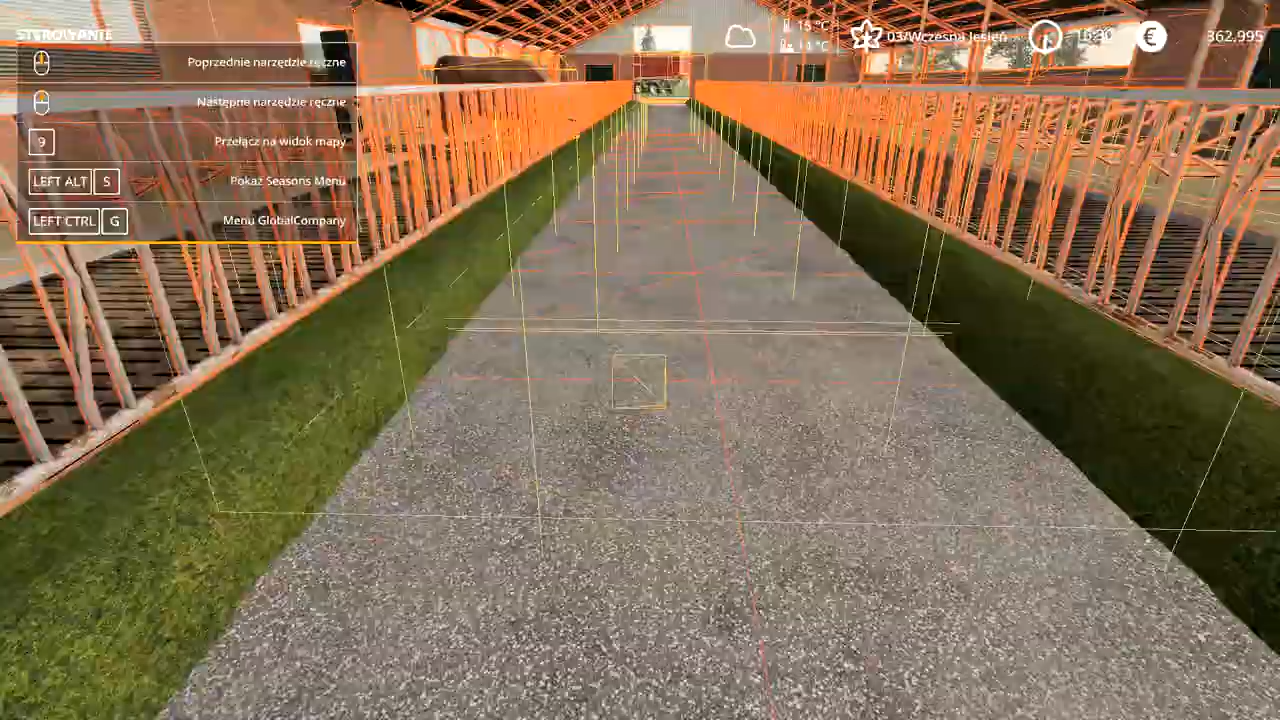 STEROWANIE
Poprzednie narzędzie ręczne
Następne narzędzie ręczne
9 Przełącz na widok mapy
LEFT ALT S Pokaż Seasons Menu
LEFT CTRL G Menu GlobalCompany
15 °C
03/Wczesna Jesień
€ 362.995